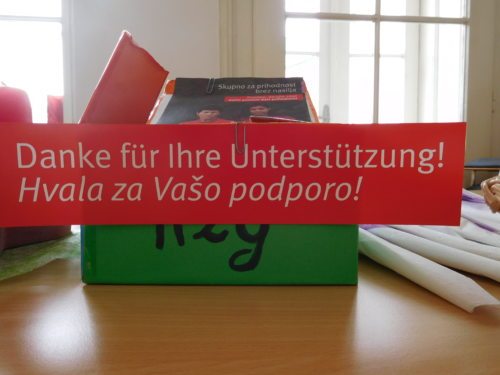 Skupno za prihodnost
brez nasilja
Danke für Ihre Unterstützung!
Hvala za Vašo podporo!